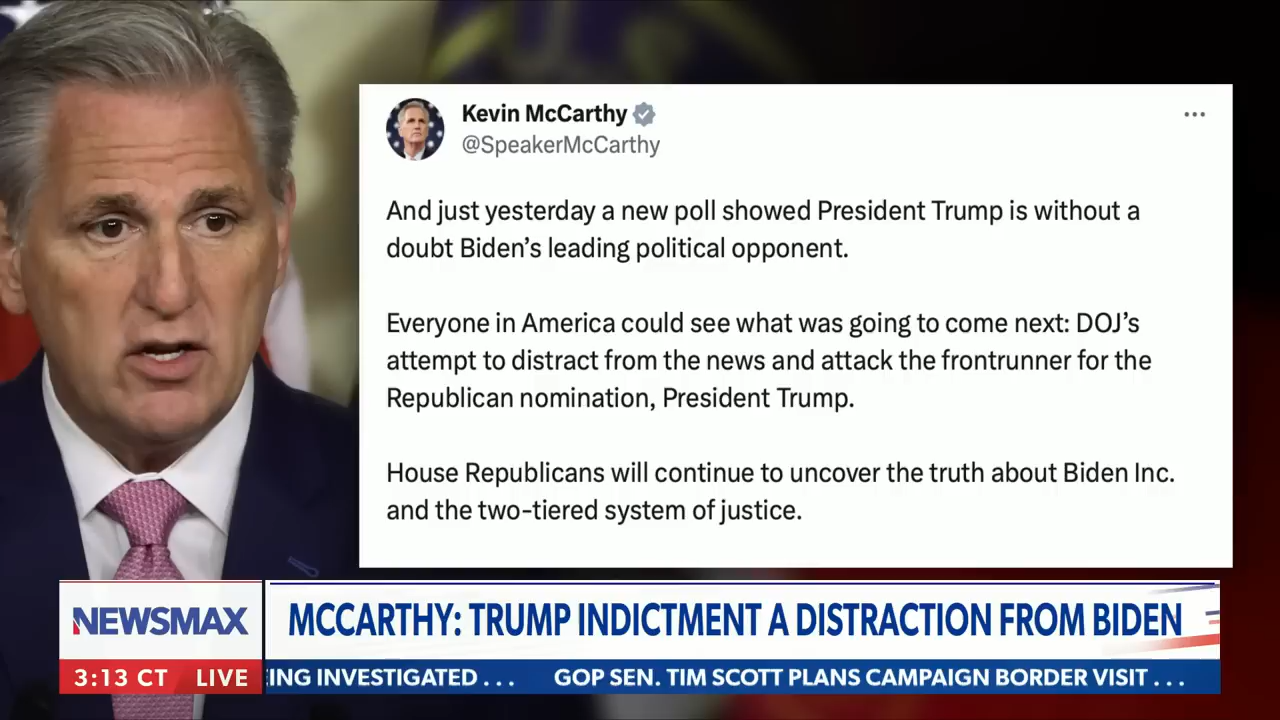 Kevin McCarthy
@SpeakerMcCarthy
And just yesterday a new poll showed President Trump is without a
doubt Biden's leading political opponent.
Everyone in America could see what was going to come next: DOJ's
attempt to distract from the news and attack the frontrunner for the
Republican nomination, President Trump.
House Republicans will continue to uncover the truth about Biden Inc.
and the two-tiered system of justice.
NEWSMAX
MCCARTHY: TRUMP INDICTMENT A DISTRACTION FROM BIDEN
3:13 CT LIVE
ING INVESTIGATED . . . GOP SEN. TIM SCOTT PLANS CAMPAIGN BORDER VISIT . . .